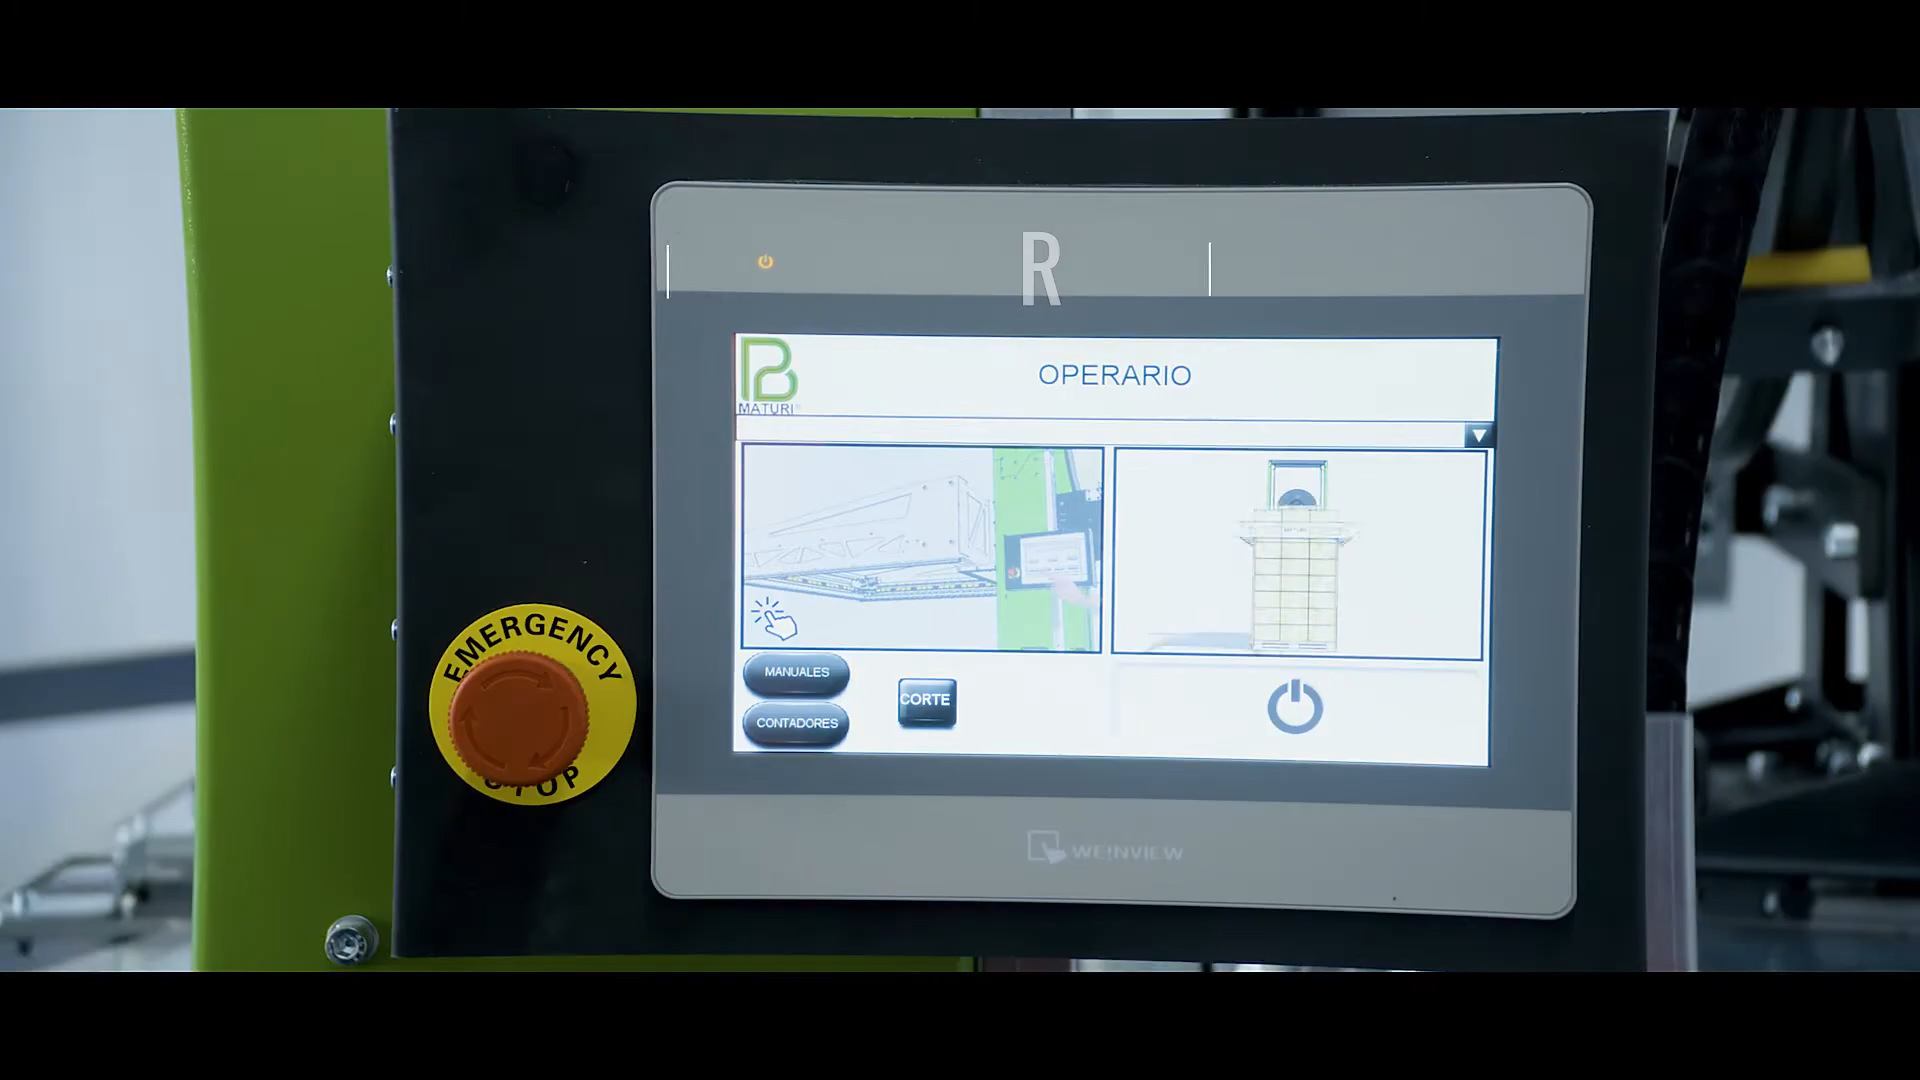 R
MATURI
OPERARIO
MANUALES
CONTADORES
CORTE
EMERGENCY
STOP
WEINVIEW